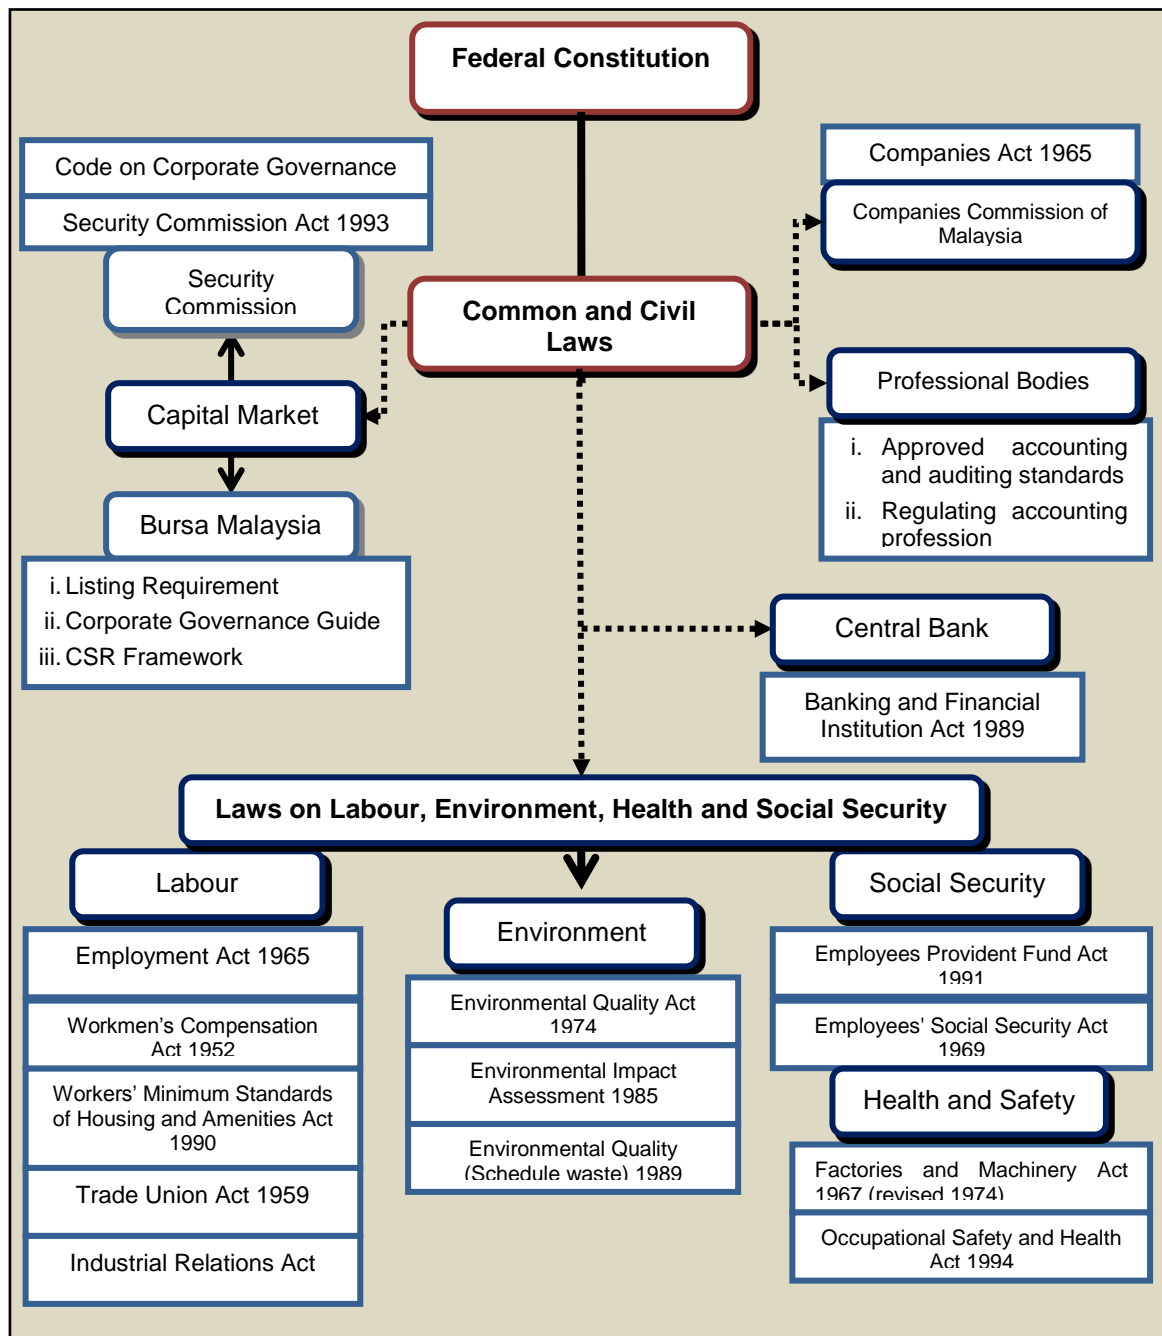 Federal Constitution
Code on Corporate Governance
Security Commission Act 1993
Security
Commission
Companies Act 1965
Companies Commission of
Malaysia
Common and Civil
Laws
Capital Market
Professional Bodies
i. Approved accounting
and auditing standards
ii. Regulating accounting
profession
Bursa Malaysia
i. Listing Requirement
ii. Corporate Governance Guide
iii. CSR Framework
Central Bank
Banking and Financial
Institution Act 1989
Laws on Labour, Environment, Health and Social Security
Labour
Employment Act 1965
Workmen’s Compensation
Act 1952
Workers’ Minimum Standards
of Housing and Amenities Act
1990
Trade Union Act 1959
Industrial Relations Act
Environment
Environmental Quality Act
1974
Environmental Impact
Assessment 1985
Environmental Quality
(Schedule waste) 1989
Social Security
Employees Provident Fund Act
1991
Employees' Social Security Act
1969
Health and Safety
Factories and Machinery Act
1967 (revised 1974)
Occupational Safety and Health
Act 1994